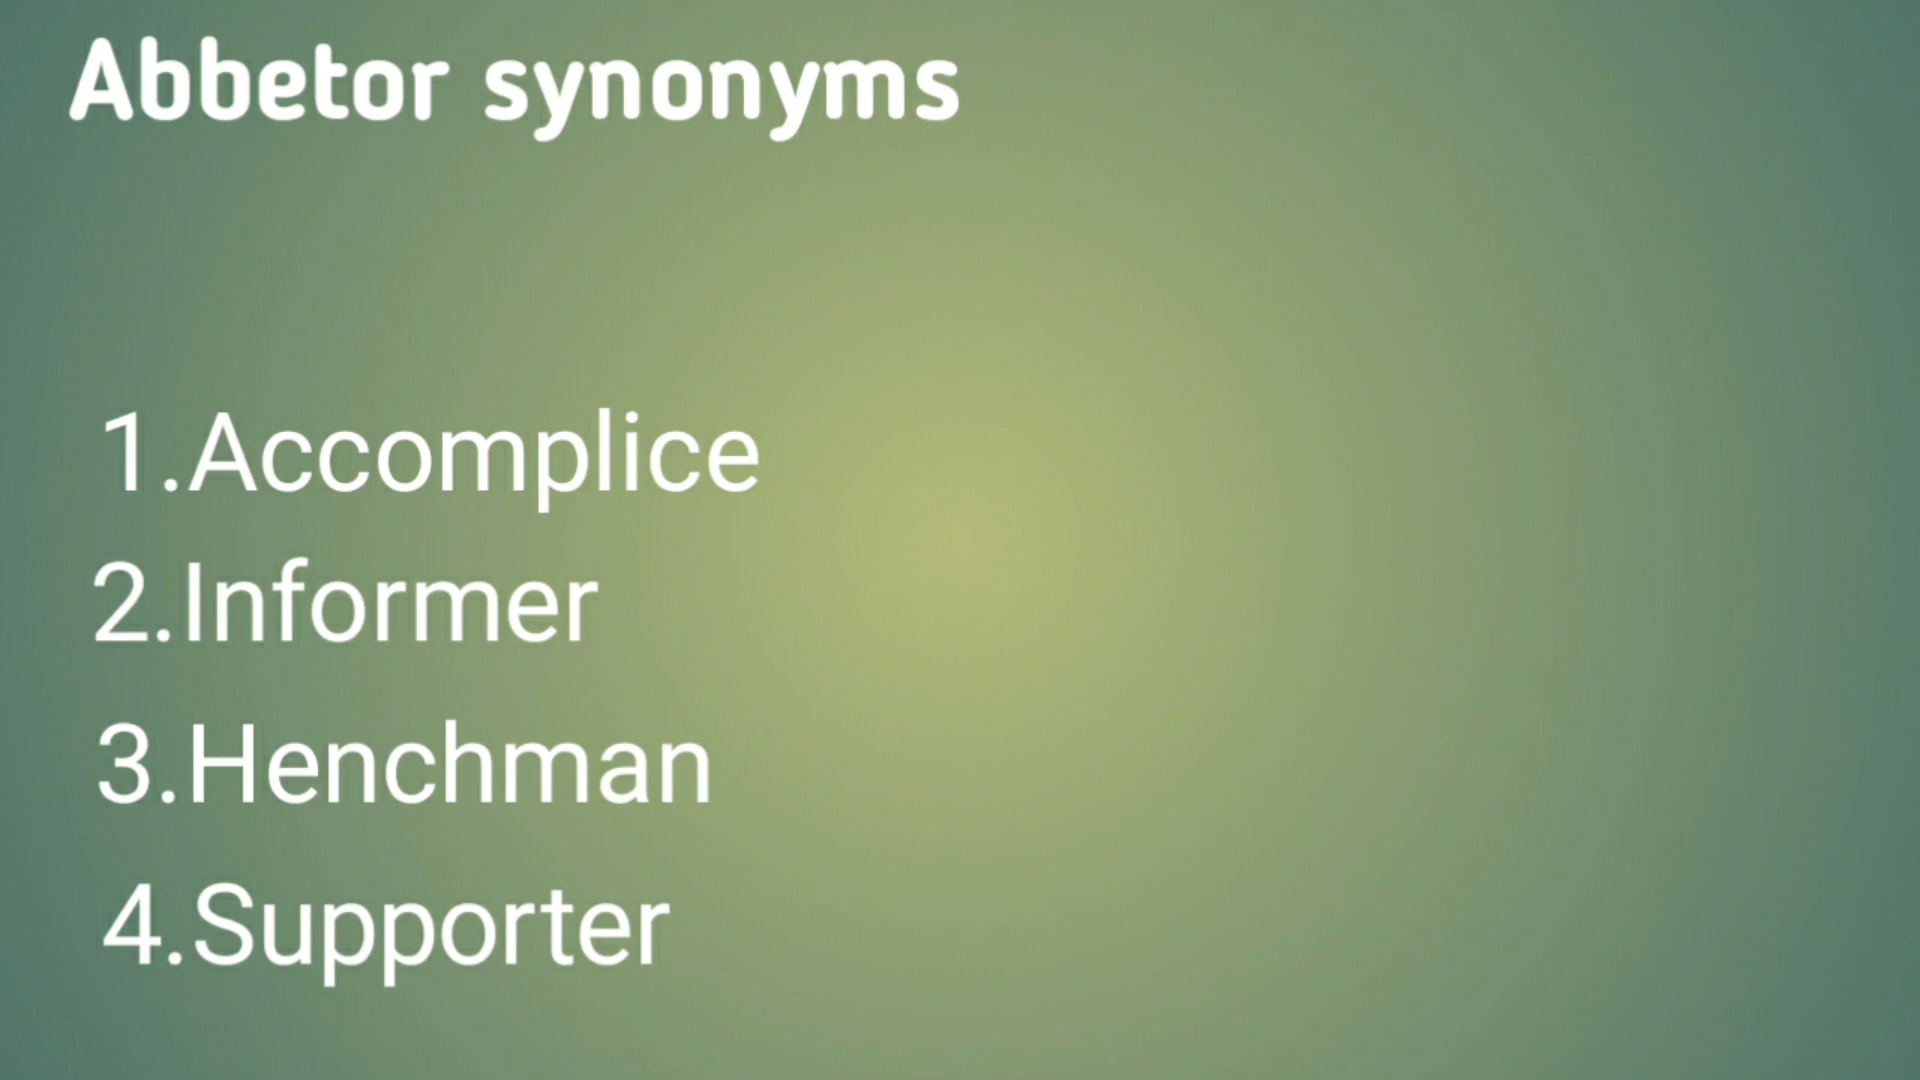 Abbetor synonyms
1.Accomplice
2.Informer
3.Henchman
4.Supporter